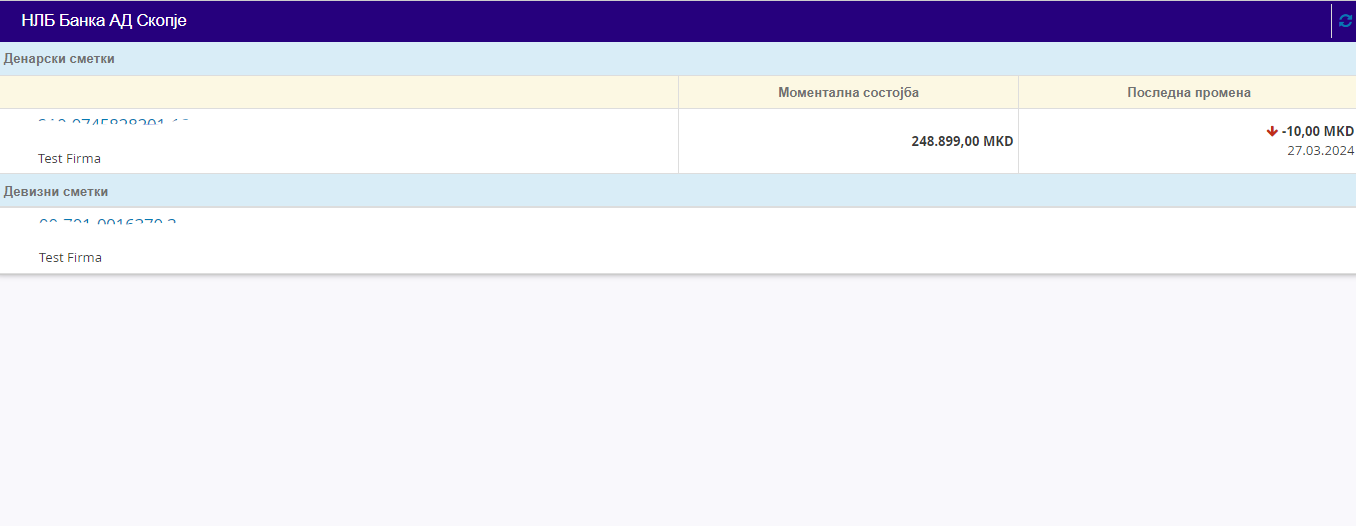 НЛБ Банка АД Скопје
Денарски сметки
Моментална состојба Последна промена
Test Firma
248.899,00 MKD
-10,00 MKD
27.03.2024
Девизни сметки
Test Firma